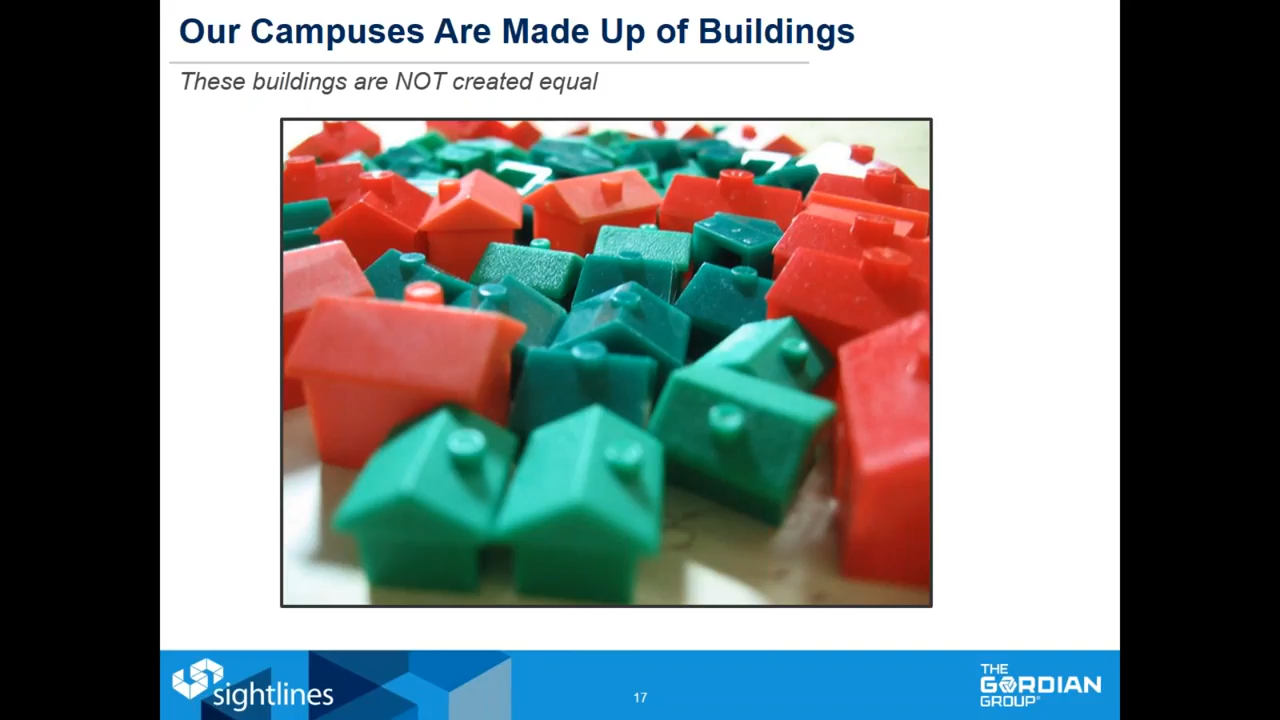 Our Campuses Are Made Up of Buildings
These buildings are NOT created equal
sightlines
17
THE
GORDIAN
GROUP®